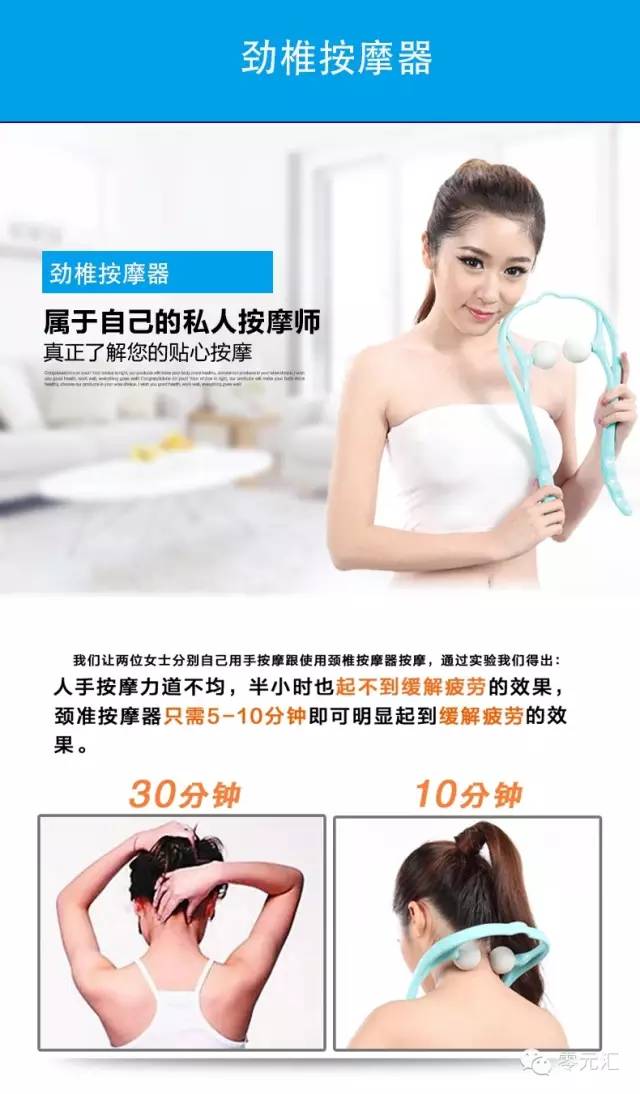 劲椎按摩器
劲椎按摩器
属于自己的私人按摩师
真正了解您的贴心按摩
我们让两位女士分别自己用手按摩跟使用颈椎按摩器按摩，通过实验我们得出：
人手按摩力道不均，半小时也起不到缓解疲劳的效果，
颈准按摩器只需5-10分钟即可明显起到缓解疲劳的效
果。
30分钟
10分钟
零元汇